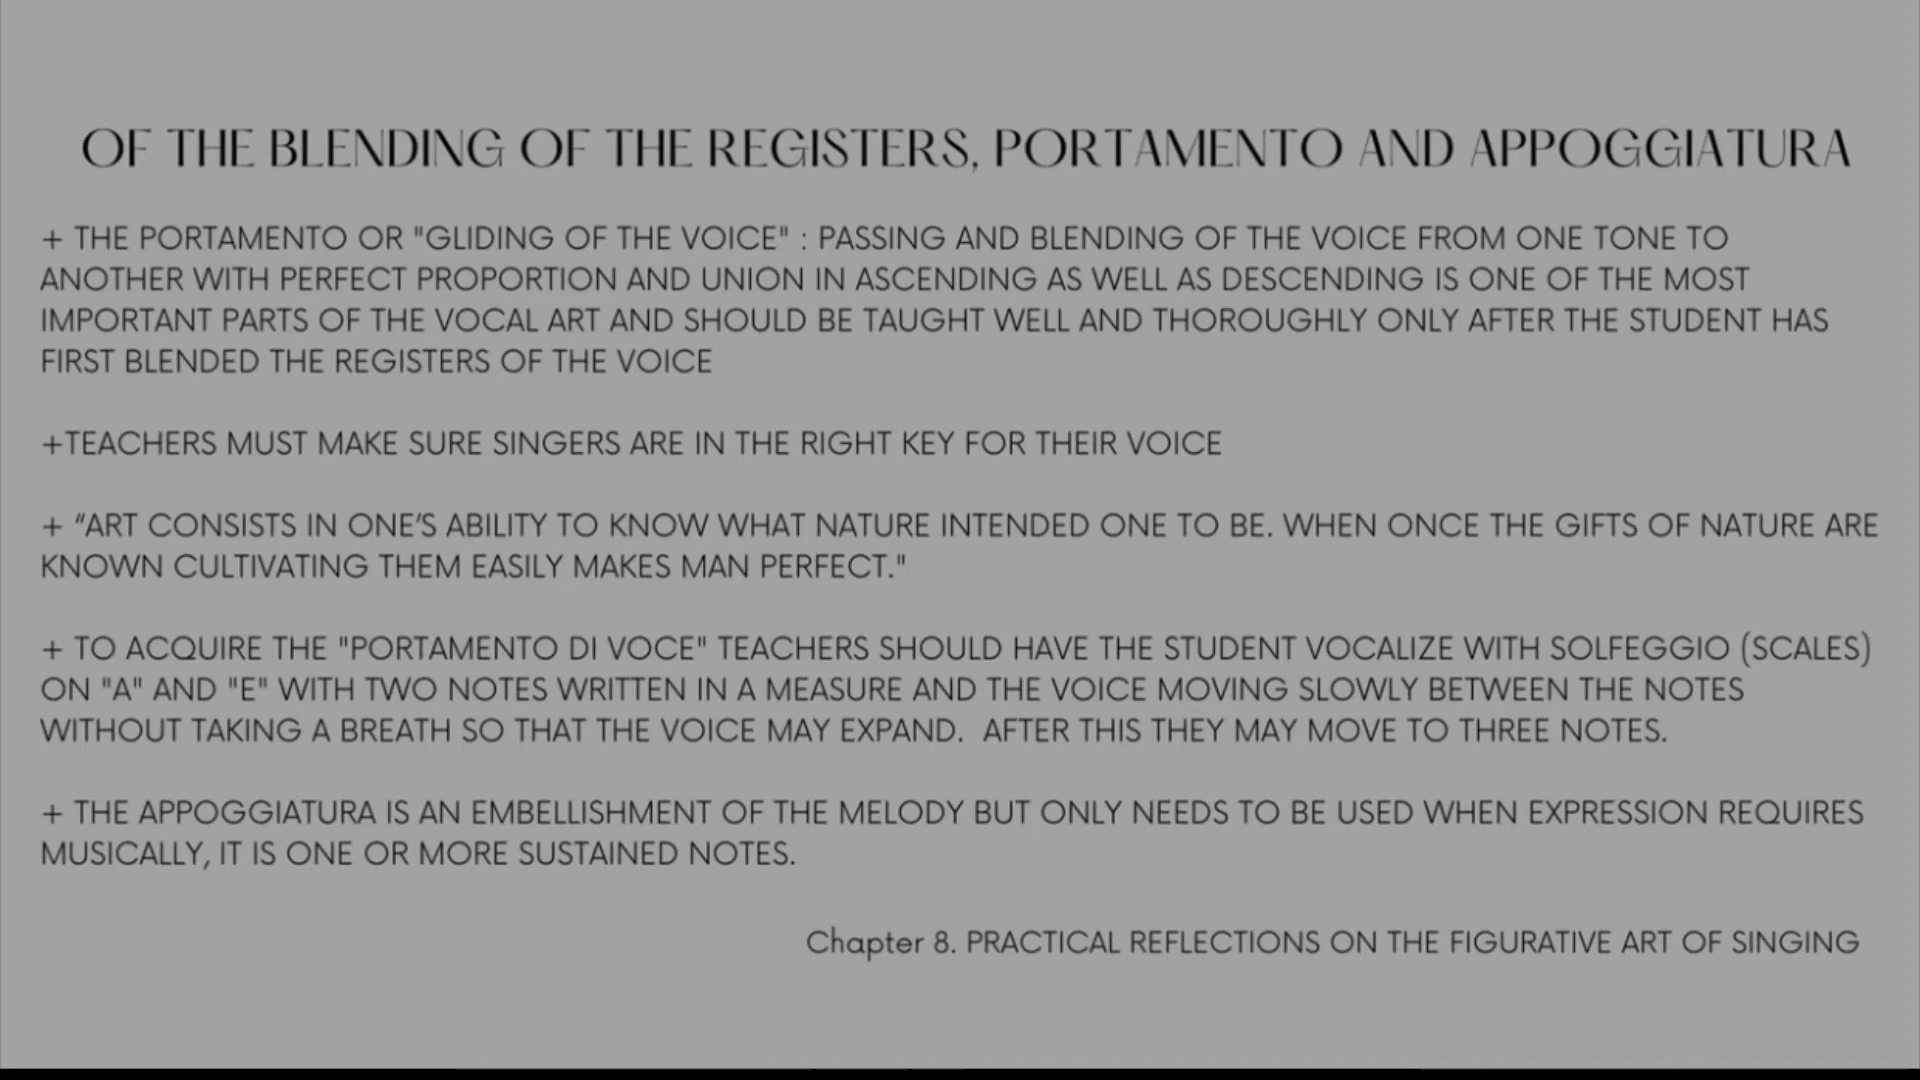 OF THE BLENDING OF THE REGISTERS, PORTAMENTO AND APPOGGIATURA
+ THE PORTAMENTO OR "GLIDING OF THE VOICE" : PASSING AND BLENDING OF THE VOICE FROM ONE TONE TO
ANOTHER WITH PERFECT PROPORTION AND UNION IN ASCENDING AS WELL AS DESCENDING IS ONE OF THE MOST
IMPORTANT PARTS OF THE VOCAL ART AND SHOULD BE TAUGHT WELL AND THOROUGHLY ONLY AFTER THE STUDENT HAS
FIRST BLENDED THE REGISTERS OF THE VOICE
+TEACHERS MUST MAKE SURE SINGERS ARE IN THE RIGHT KEY FOR THEIR VOICE
+ “ART CONSISTS IN ONE’S ABILITY TO KNOW WHAT NATURE INTENDED ONE TO BE. WHEN ONCE THE GIFTS OF NATURE ARE
KNOWN CULTIVATING THEM EASILY MAKES MAN PERFECT."
+ TO ACQUIRE THE "PORTAMENTO DI VOCE" TEACHERS SHOULD HAVE THE STUDENT VOCALIZE WITH SOLFEGGIO (SCALES)
ON "A" AND "E" WITH TWO NOTES WRITTEN IN A MEASURE AND THE VOICE MOVING SLOWLY BETWEEN THE NOTES
WITHOUT TAKING A BREATH SO THAT THE VOICE MAY EXPAND.  AFTER THIS THEY MAY MOVE TO THREE NOTES.
+ THE APPOGGIATURA IS AN EMBELLISHMENT OF THE MELODY BUT ONLY NEEDS TO BE USED WHEN EXPRESSION REQUIRES
MUSICALLY, IT IS ONE OR MORE SUSTAINED NOTES.
Chapter 8. PRACTICAL REFLECTIONS ON THE FIGURATIVE ART OF SINGING